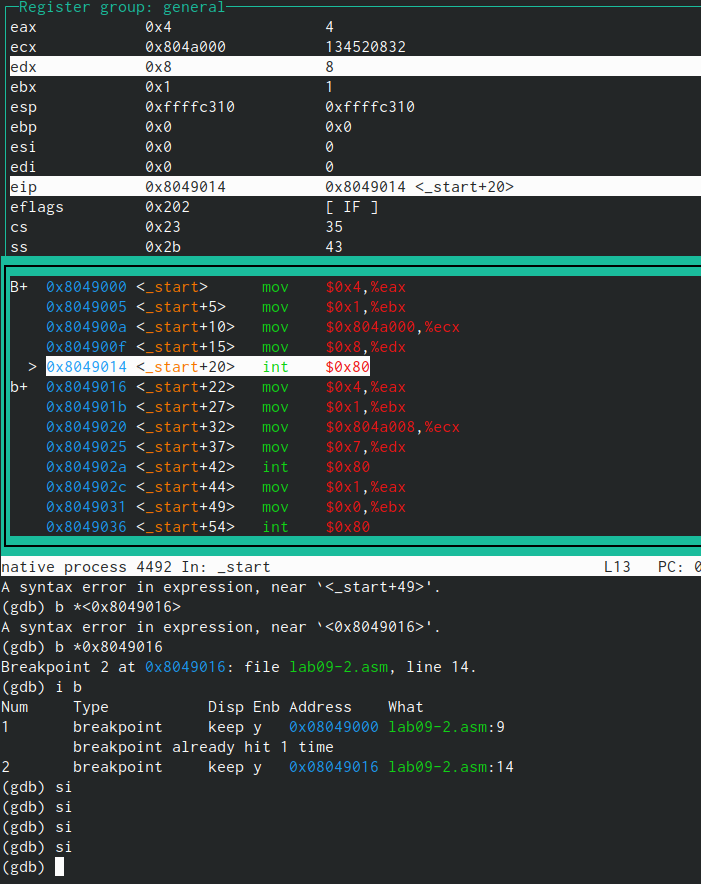 Register group: general
eax 0x4 4
ecx 0x804a000 134520832
edx 0x8 8
ebx 0x1 1
esp 0xffffc310 0xffffc310
ebp 0x0 0x0
esi 0x0 0
edi 0x0 0
eip 0x8049014 0x8049014 <_start+20>
eflags 0x202 [ IF ]
cs 0x23 35
ss 0x2b 43
B+ 0x8049000 <_start> mov $0x4,%eax
0x8049005 <_start+5> mov $0x1,%ebx
0x804900a <_start+10> mov $0x804a000,%ecx
0x804900f <_start+15> mov $0x8,%edx
> 0x8049014 <_start+20> int $0x80
b+ 0x8049016 <_start+22> mov $0x4,%eax
0x804901b <_start+27> mov $0x1,%ebx
0x8049020 <_start+32> mov $0x804a008,%ecx
0x8049025 <_start+37> mov $0x7,%edx
0x804902a <_start+42> int $0x80
0x804902c <_start+44> mov $0x1,%eax
0x8049031 <_start+49> mov $0x0,%ebx
0x8049036 <_start+54> int $0x80
native process 4492 In: _start L13 PC: 0
A syntax error in expression, near `<_start+49>'.
(gdb) b *<0x8049016>
A syntax error in expression, near `<0x8049016>'.
(gdb) b *0x8049016
Breakpoint 2 at 0x8049016: file lab09-2.asm, line 14.
(gdb) i b
Num Type Disp Enb Address What
1 breakpoint keep y 0x08049000 lab09-2.asm:9
breakpoint already hit 1 time
2 breakpoint keep y 0x08049016 lab09-2.asm:14
(gdb) si
(gdb) si
(gdb) si
(gdb) si
(gdb)